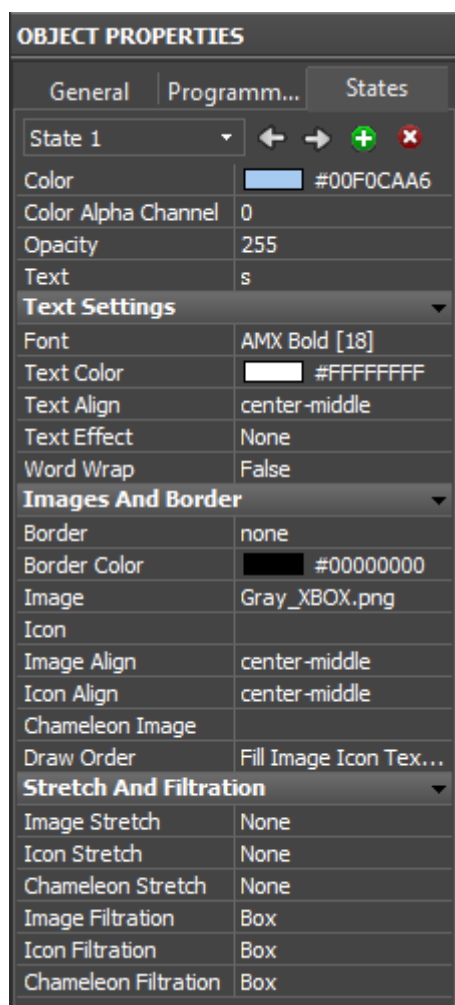 OBJECT PROPERTIES
General Programm... States
State 1
Color #00F0CAA6
Color Alpha Channel 0
Opacity 255
Text s
Text Settings
Font AMX Bold [18]
Text Color #FFFFFFFF
Text Align center-middle
Text Effect None
Word Wrap False
Images And Border
Border none
Border Color #00000000
Image Gray_XBOX.png
Icon
Image Align center-middle
Icon Align center-middle
Chameleon Image
Draw Order Fill Image Icon Tex...
Stretch And Filtration
Image Stretch None
Icon Stretch None
Chameleon Stretch None
Image Filtration Box
Icon Filtration Box
Chameleon Filtration Box